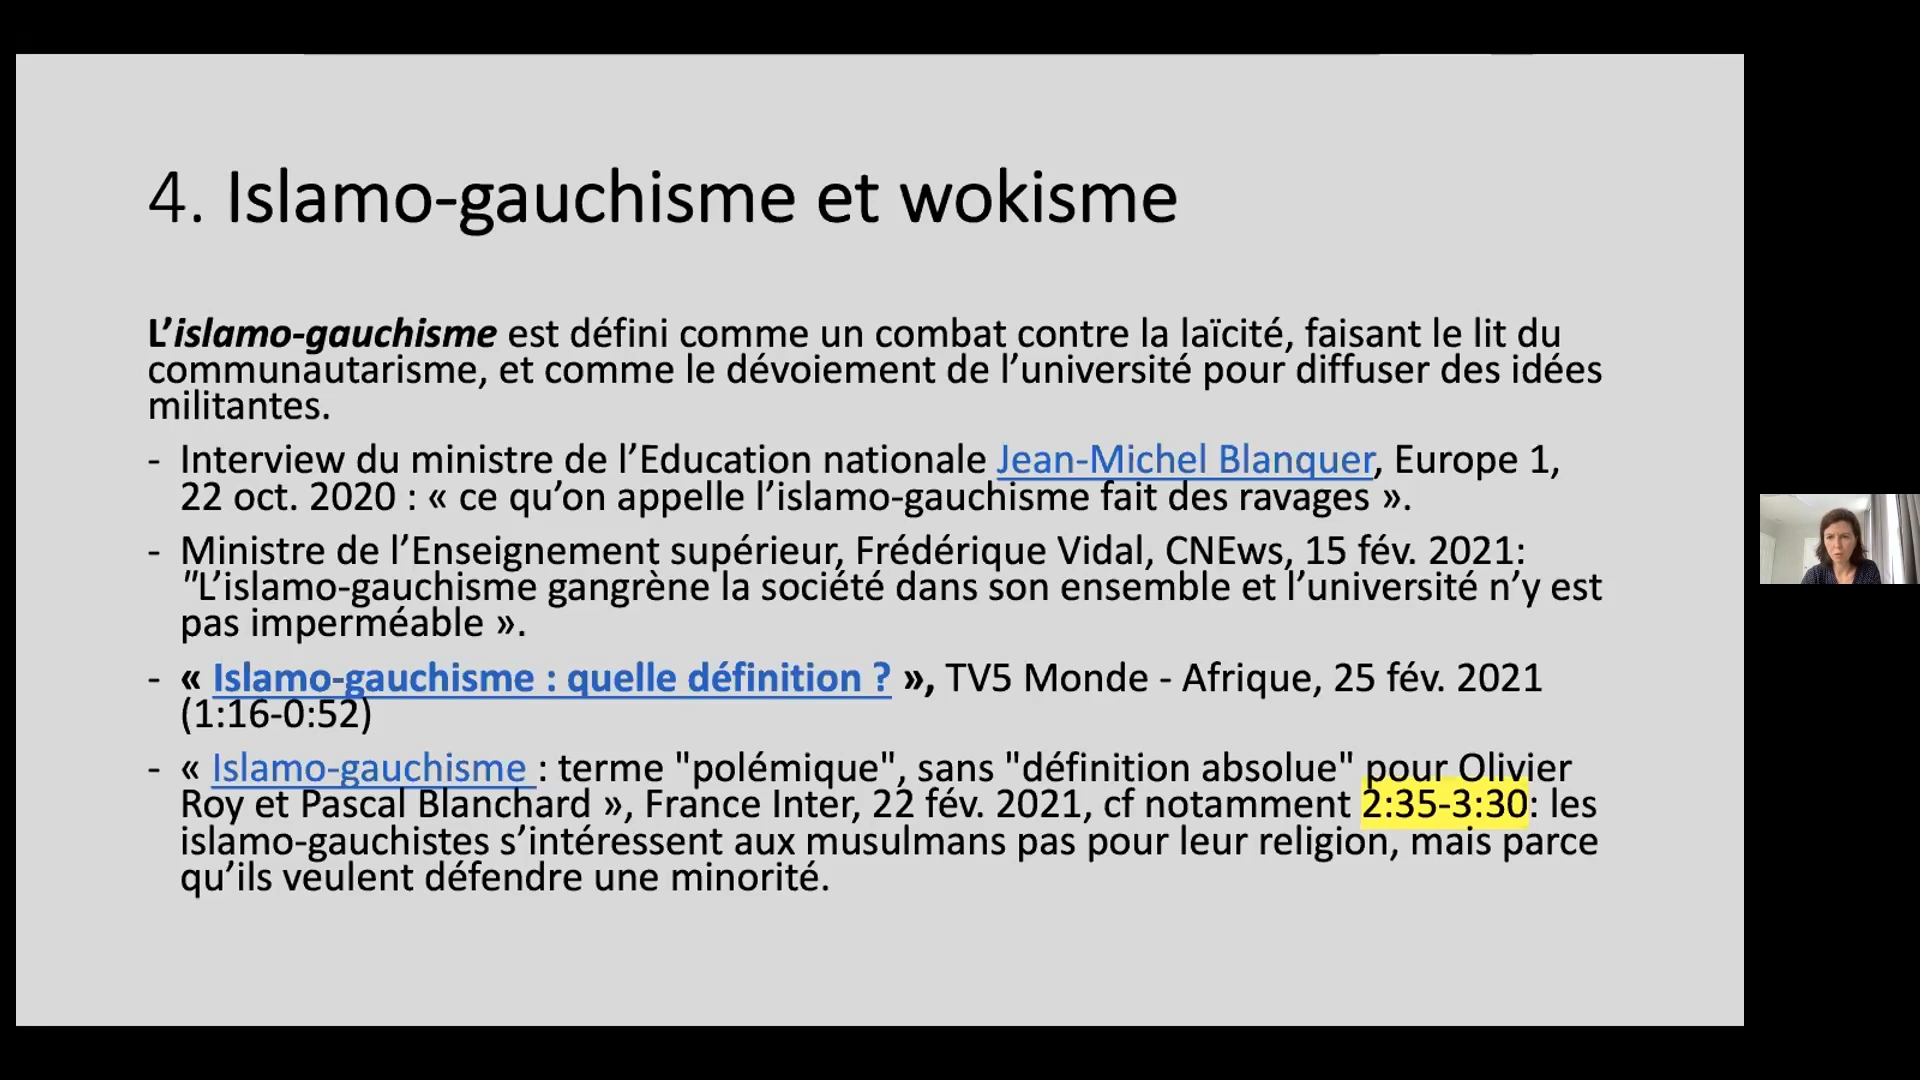 4. Islamo-gauchisme et wokisme
L’islamo-gauchisme est défini comme un combat contre la laïcité, faisant le lit du
communautarisme, et comme le dévoiement de l’université pour diffuser des idées
militantes.
- Interview du ministre de l’Education nationale Jean-Michel Blanquer, Europe 1,
22 oct. 2020 : « ce qu’on appelle l’islamo-gauchisme fait des ravages ».
- Ministre de l’Enseignement supérieur, Frédérique Vidal, CNEws, 15 fév. 2021:
"L’islamo-gauchisme gangrène la société dans son ensemble et l’université n’y est
pas imperméable ».
- « Islamo-gauchisme : quelle définition ? », TV5 Monde - Afrique, 25 fév. 2021
(1:16-0:52)
- « Islamo-gauchisme : terme "polémique", sans "définition absolue" pour Olivier
Roy et Pascal Blanchard », France Inter, 22 fév. 2021, cf notamment 2:35-3:30: les
islamo-gauchistes s’intéressent aux musulmans pas pour leur religion, mais parce
qu’ils veulent défendre une minorité.